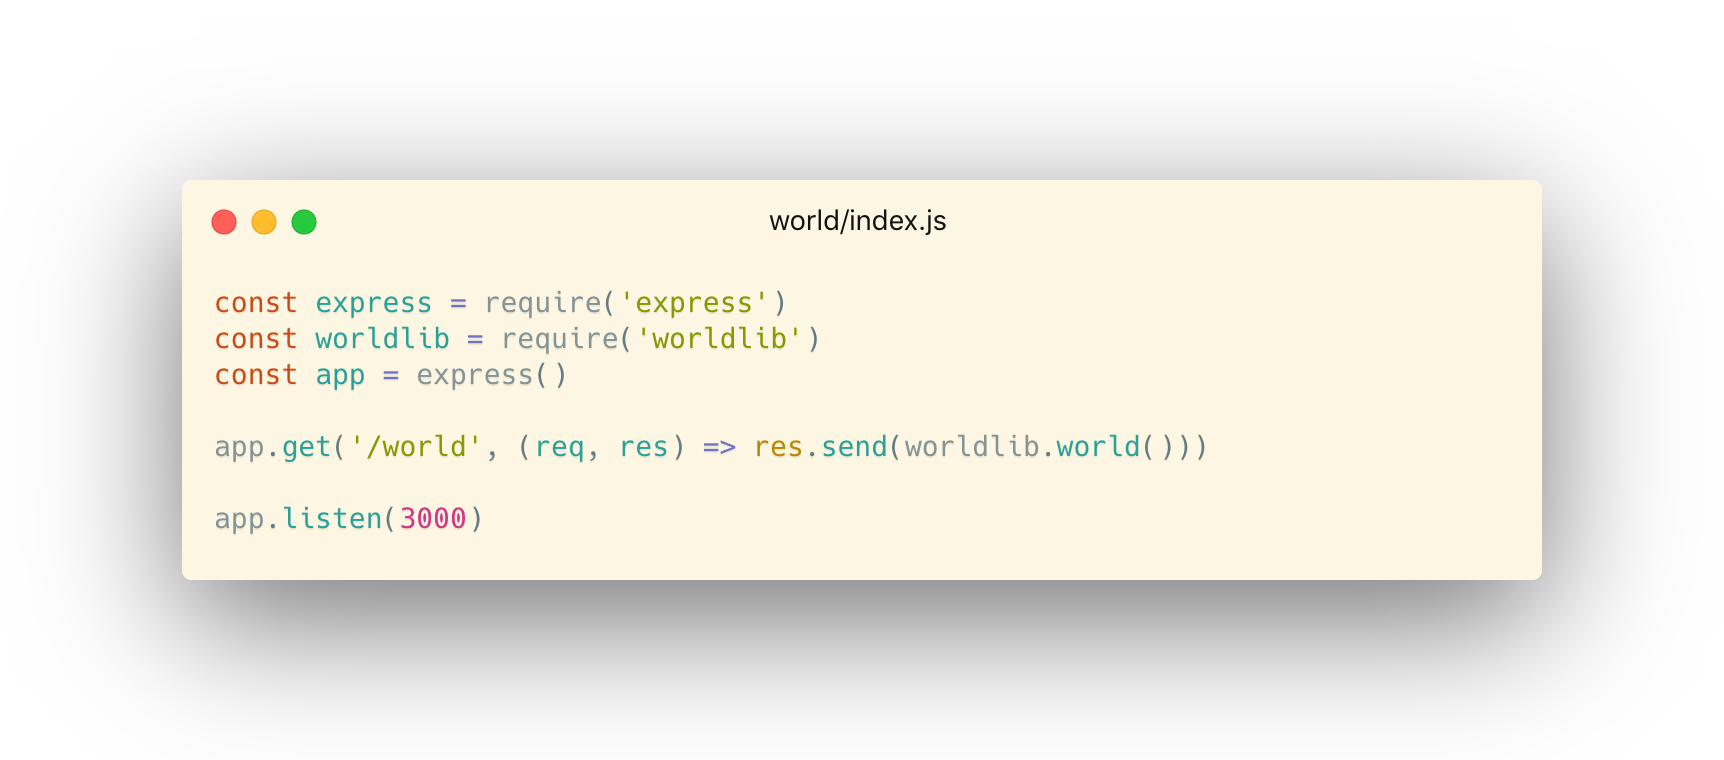 world/index.js
const express = require('express')
const worldlib = require('worldlib')
const app = express()
app.get('/world', (req, res) => res.send(worldlib.world()))
app.listen(3000)